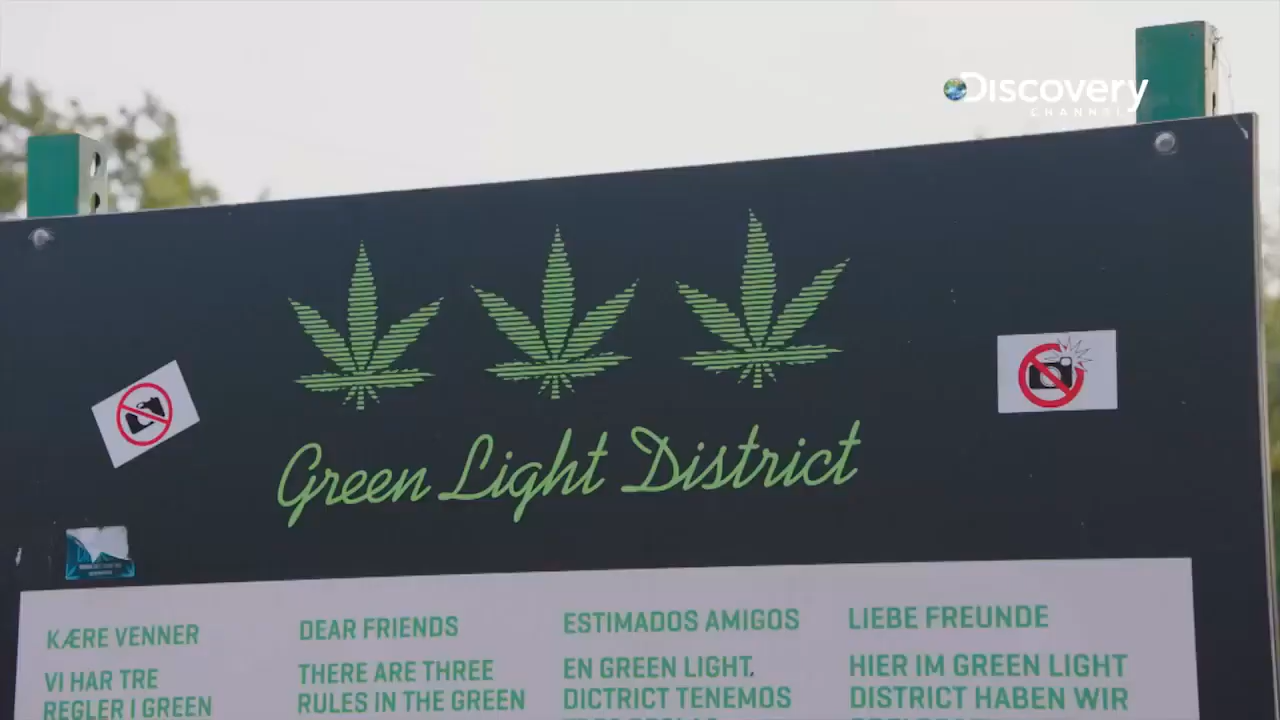 Discovery
CHANNEL
Green Light District
KÆRE VENNER
VI HAR TRE
REGLER I GREEN
DEAR FRIENDS
THERE ARE THREE
RULES IN THE GREEN
ESTIMADOS AMIGOS
EN GREEN LIGHT,
DICTRICT TENEMOS
LIEBE FREUNDE
HIER IM GREEN LIGHT
DISTRICT HABEN WIR